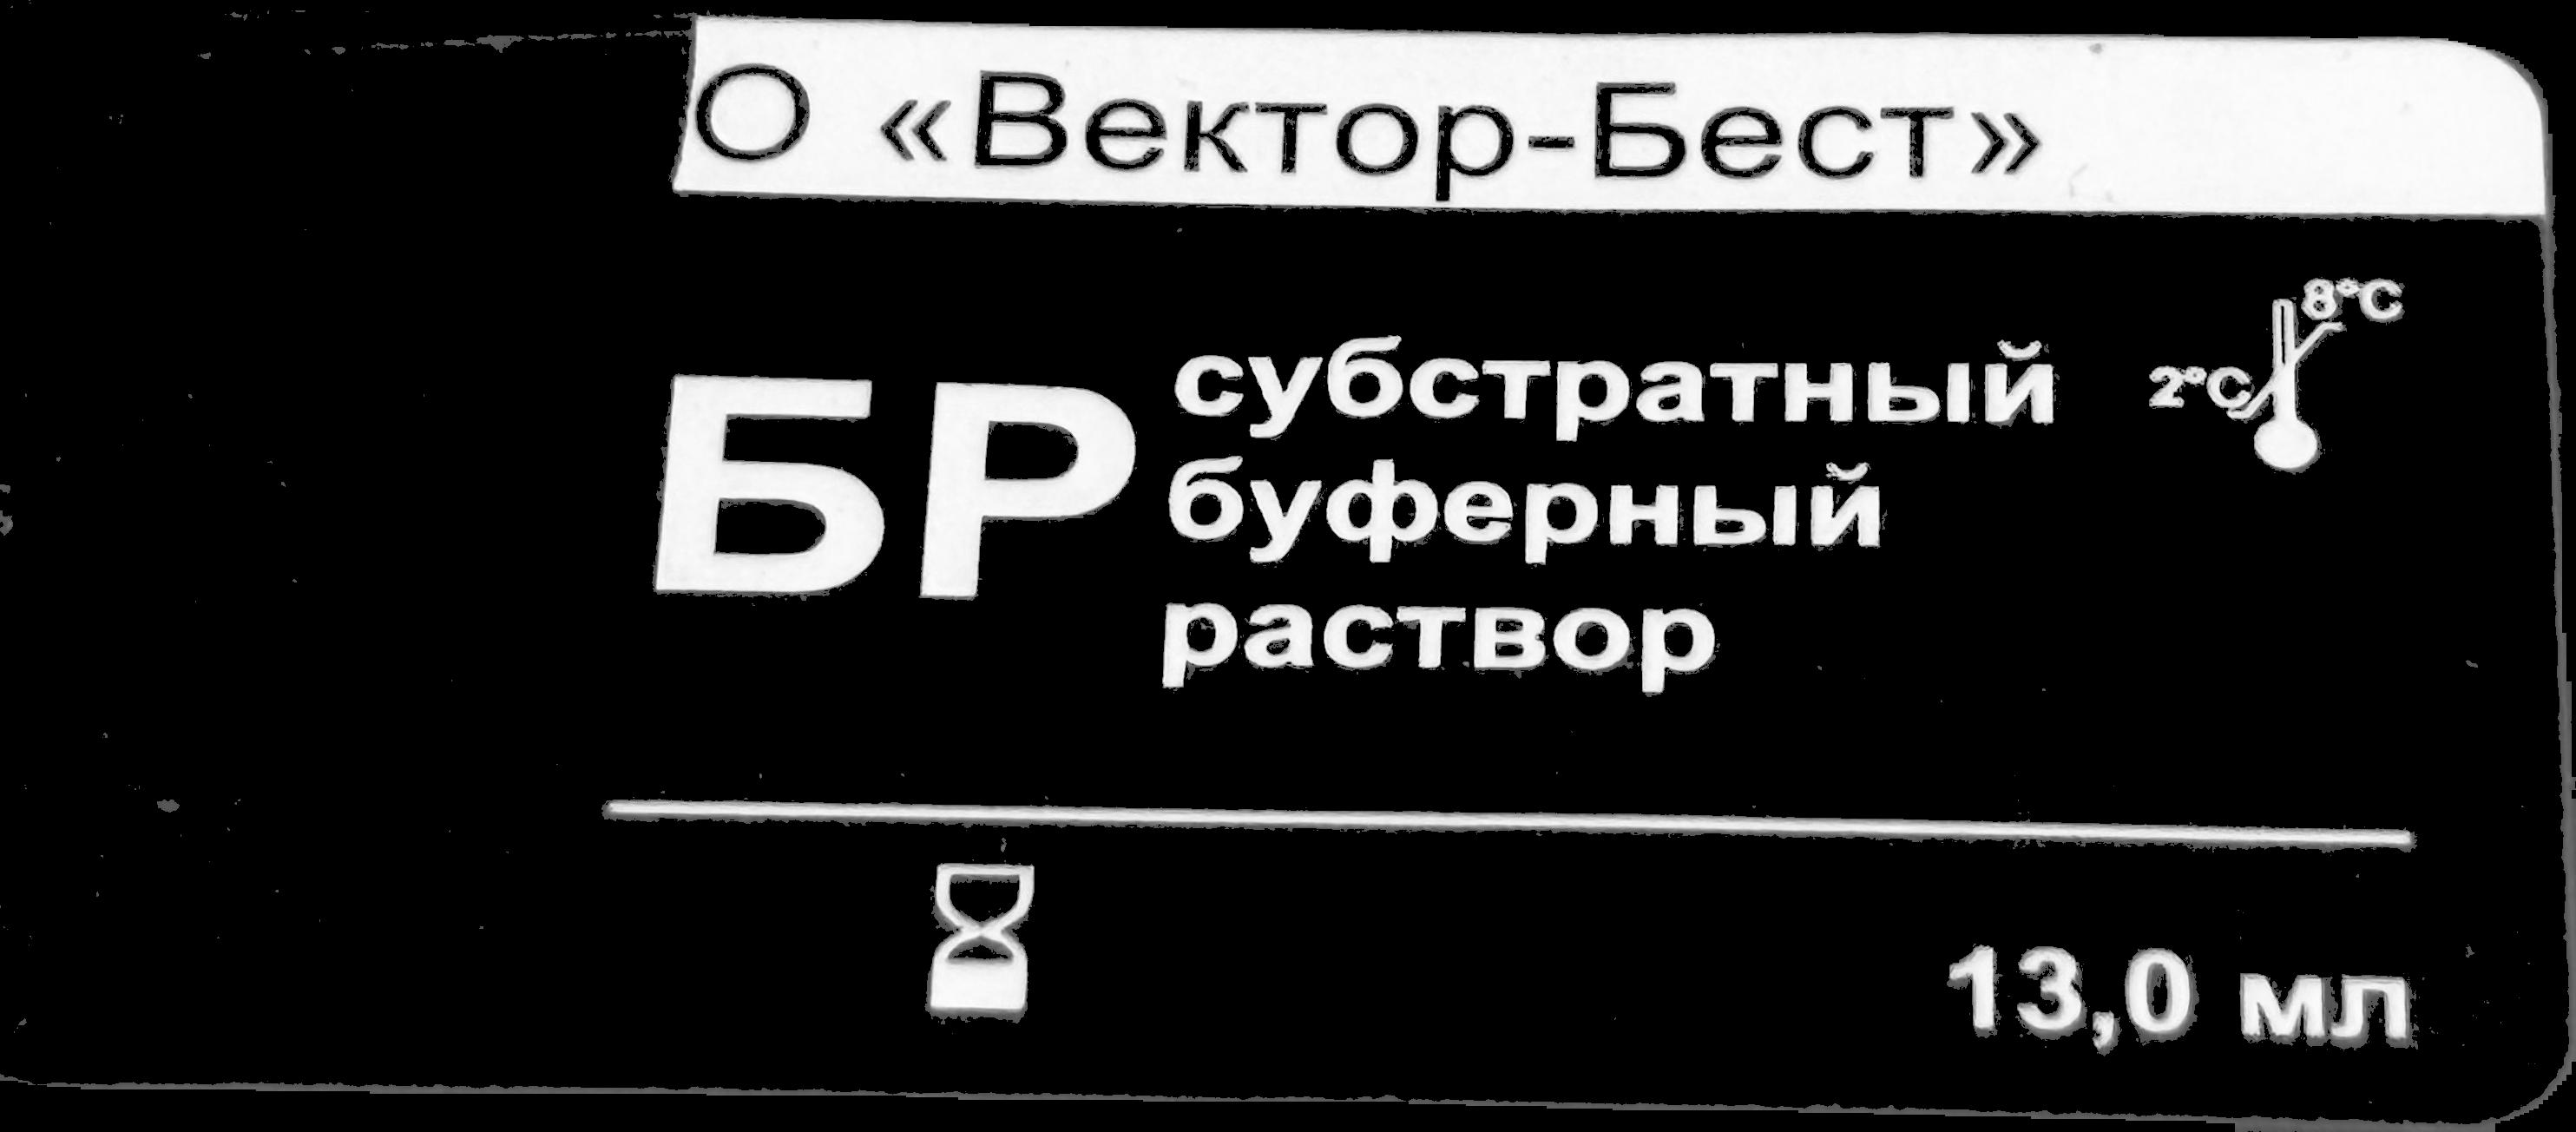 О «Вектор-Бест»
8°C
2°C
БР субстратный
буферный
раствор
13,0 мл